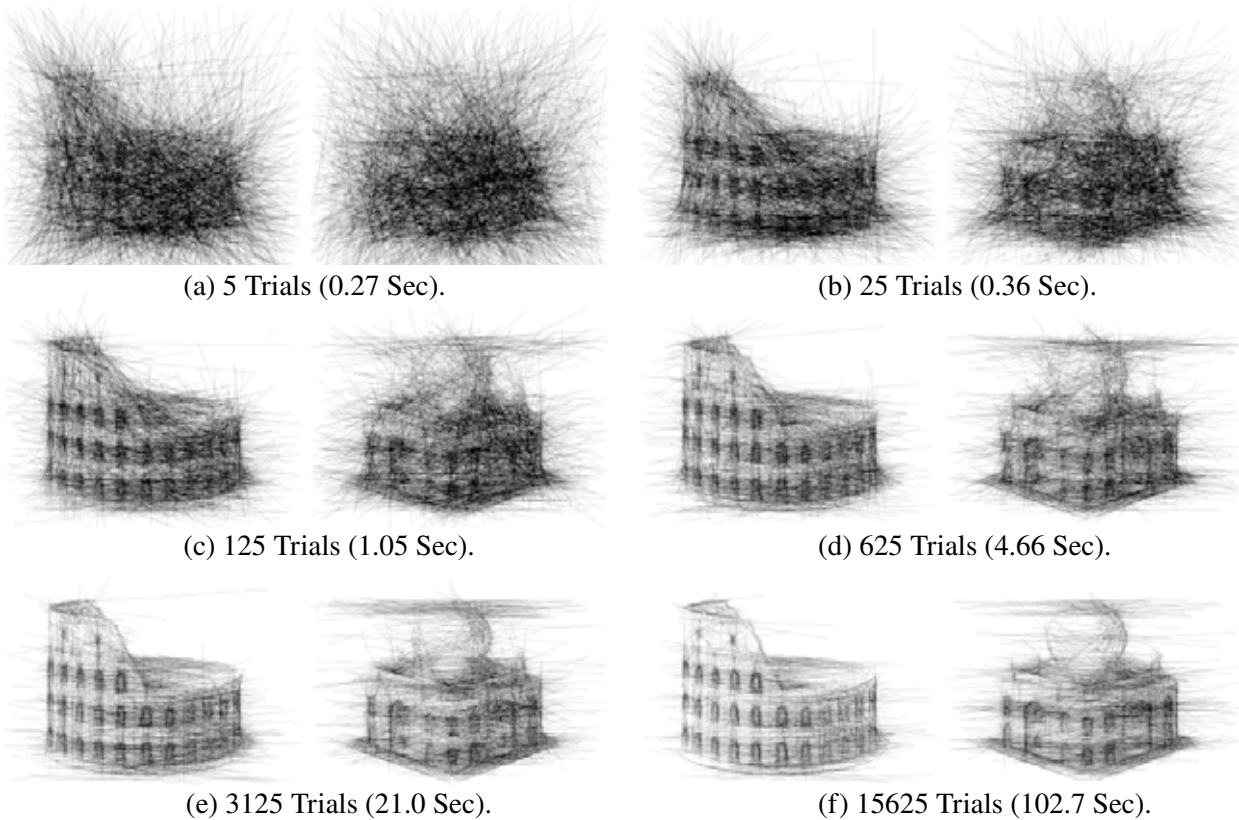 (a) 5 Trials (0.27 Sec).
(b) 25 Trials (0.36 Sec).
(c) 125 Trials (1.05 Sec).
(d) 625 Trials (4.66 Sec).
(e) 3125 Trials (21.0 Sec).
(f) 15625 Trials (102.7 Sec).